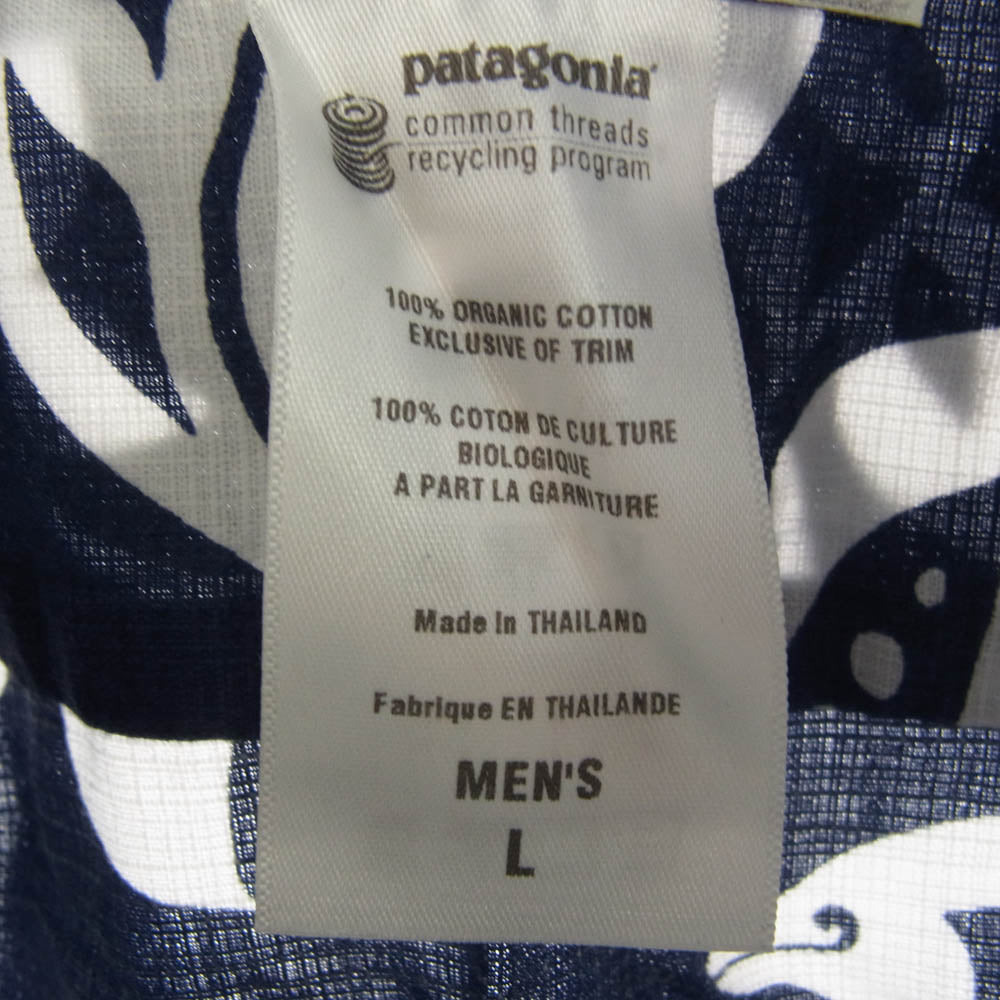 patagonia
common threads
recycling program
100% ORGANIC COTTON
EXCLUSIVE OF TRIM
100% COTON DE CULTURE
BIOLOGIQUE
A PART LA GARNITURE
Made In THAILAND
Fabrique EN THAILANDE
MEN'S
L